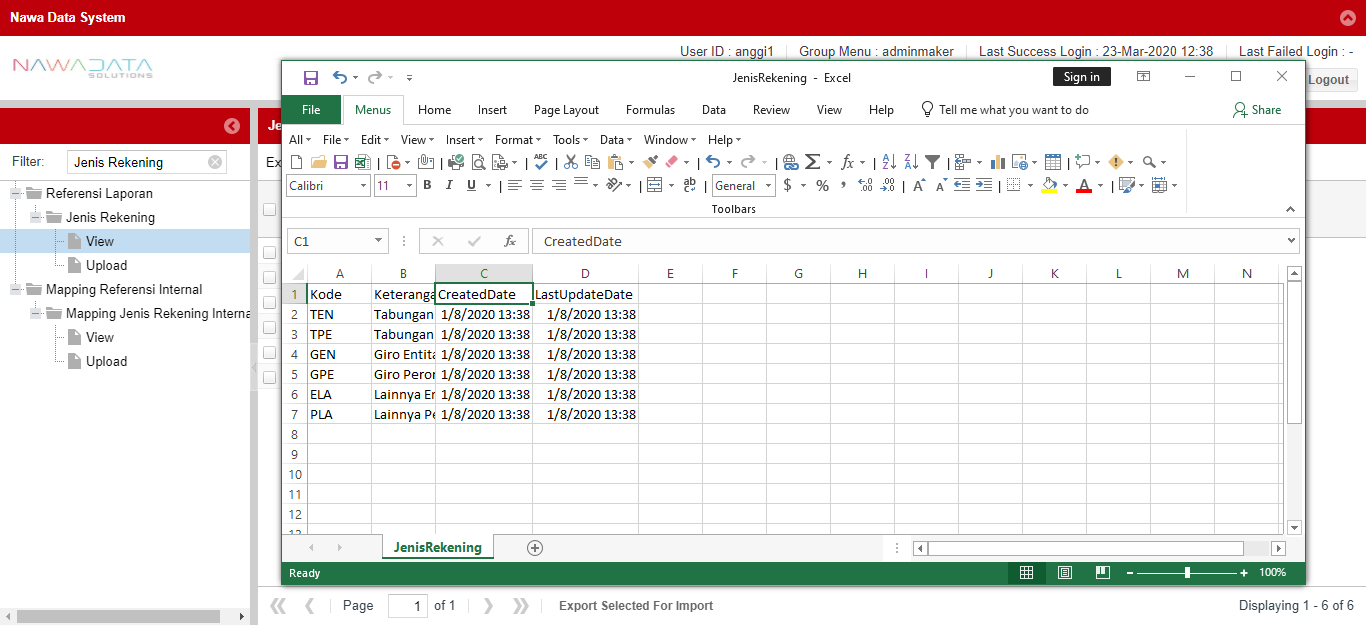 Nawa Data System
NAWADATA
SOLUTIONS
User ID : anggi1
Group Menu : adminmaker
Last Success Login : 23-Mar-2020 12:38
Last Failed Login : -
Logout
Filter:
Jenis Rekening
Referensi Laporan
Jenis Rekening
View
Upload
Mapping Referensi Internal
Mapping Jenis Rekening Interna
View
Upload
Je
Ex
JenisRekening - Excel
Sign in
File Menus Home Insert Page Layout Formulas Data Review View Help Tell me what you want to do Share
All File Edit View Insert Format Tools Data Window Help
Calibri 11 B I U General $ % ,
Toolbars
C1 fx CreatedDate
A B C D E F G H I J K L M N
1 Kode Keteranga CreatedDate LastUpdateDate
2 TEN Tabungan 1/8/2020 13:38 1/8/2020 13:38
3 TPE Tabungan 1/8/2020 13:38 1/8/2020 13:38
4 GEN Giro Entita 1/8/2020 13:38 1/8/2020 13:38
5 GPE Giro Peror 1/8/2020 13:38 1/8/2020 13:38
6 ELA Lainnya En 1/8/2020 13:38 1/8/2020 13:38
7 PLA Lainnya Pe 1/8/2020 13:38 1/8/2020 13:38
8
9
10
11
12
13
JenisRekening
Ready
100%
Page 1 of 1
Export Selected For Import
Displaying 1 - 6 of 6